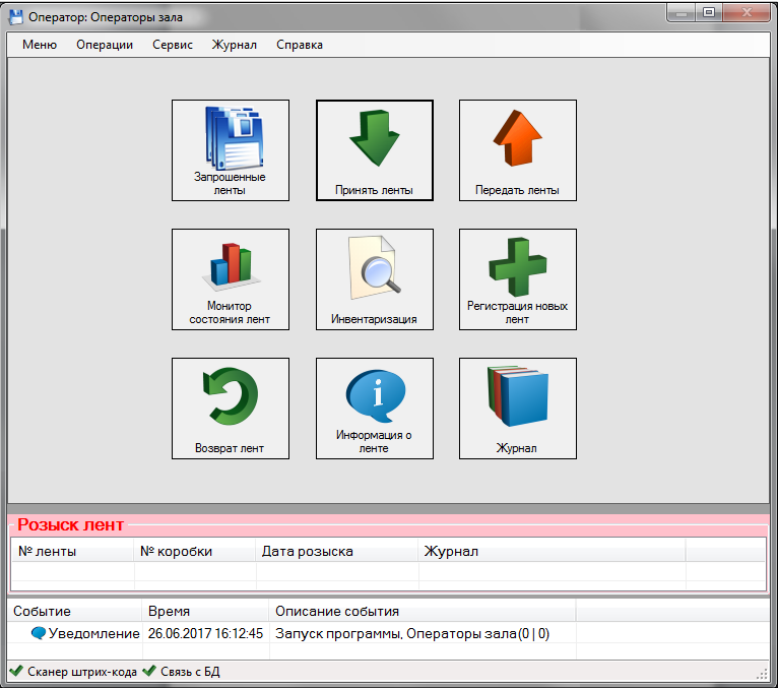 Оператор: Операторы зала
Меню Операции Сервис Журнал Справка
Запрошенные
ленты
Принять ленты
Передать ленты
Монитор
состояния лент
Инвентаризация
Регистрация новых
лент
Возврат лент
Информация о
ленте
Журнал
Розыск лент
№ ленты № коробки Дата розыска Журнал
Событие Время Описание события
Уведомление 26.06.2017 16:12:45 Запуск программы, Операторы зала(0 | 0)
Сканер штрих-кода Связь с БД